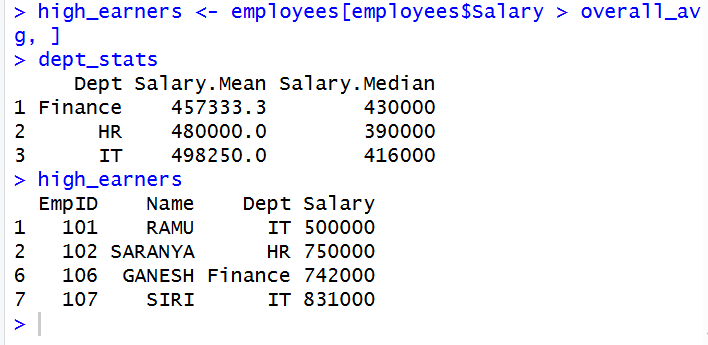 > high_earners <- employees[employees$Salary > overall_av
g, ]
> dept_stats
     Dept Salary.Mean Salary.Median
1 Finance    457333.3        430000
2      HR    480000.0        390000
3      IT    498250.0        416000
> high_earners
  EmpID    Name    Dept Salary
1   101    RAMU      IT 500000
2   102 SARANYA      HR 750000
6   106  GANESH Finance 742000
7   107    SIRI      IT 831000
>